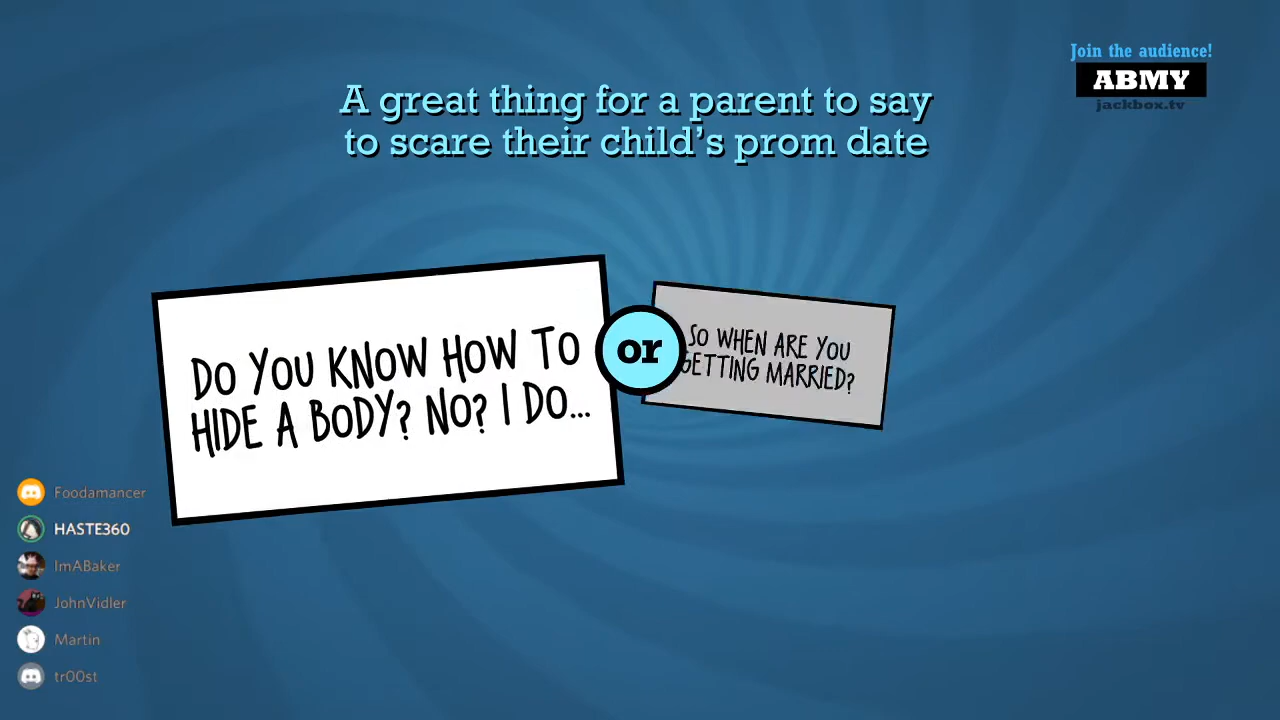 Join the audience!
ABMY
jackbox.tv
A great thing for a parent to say
to scare their child's prom date
DO YOU KNOW HOW TO
HIDE A BODY? NO? I DO...
or
SO WHEN ARE YOU
GETTING MARRIED?
Foodamancer
HASTE360
ImABaker
JohnVidler
Martin
tr00st